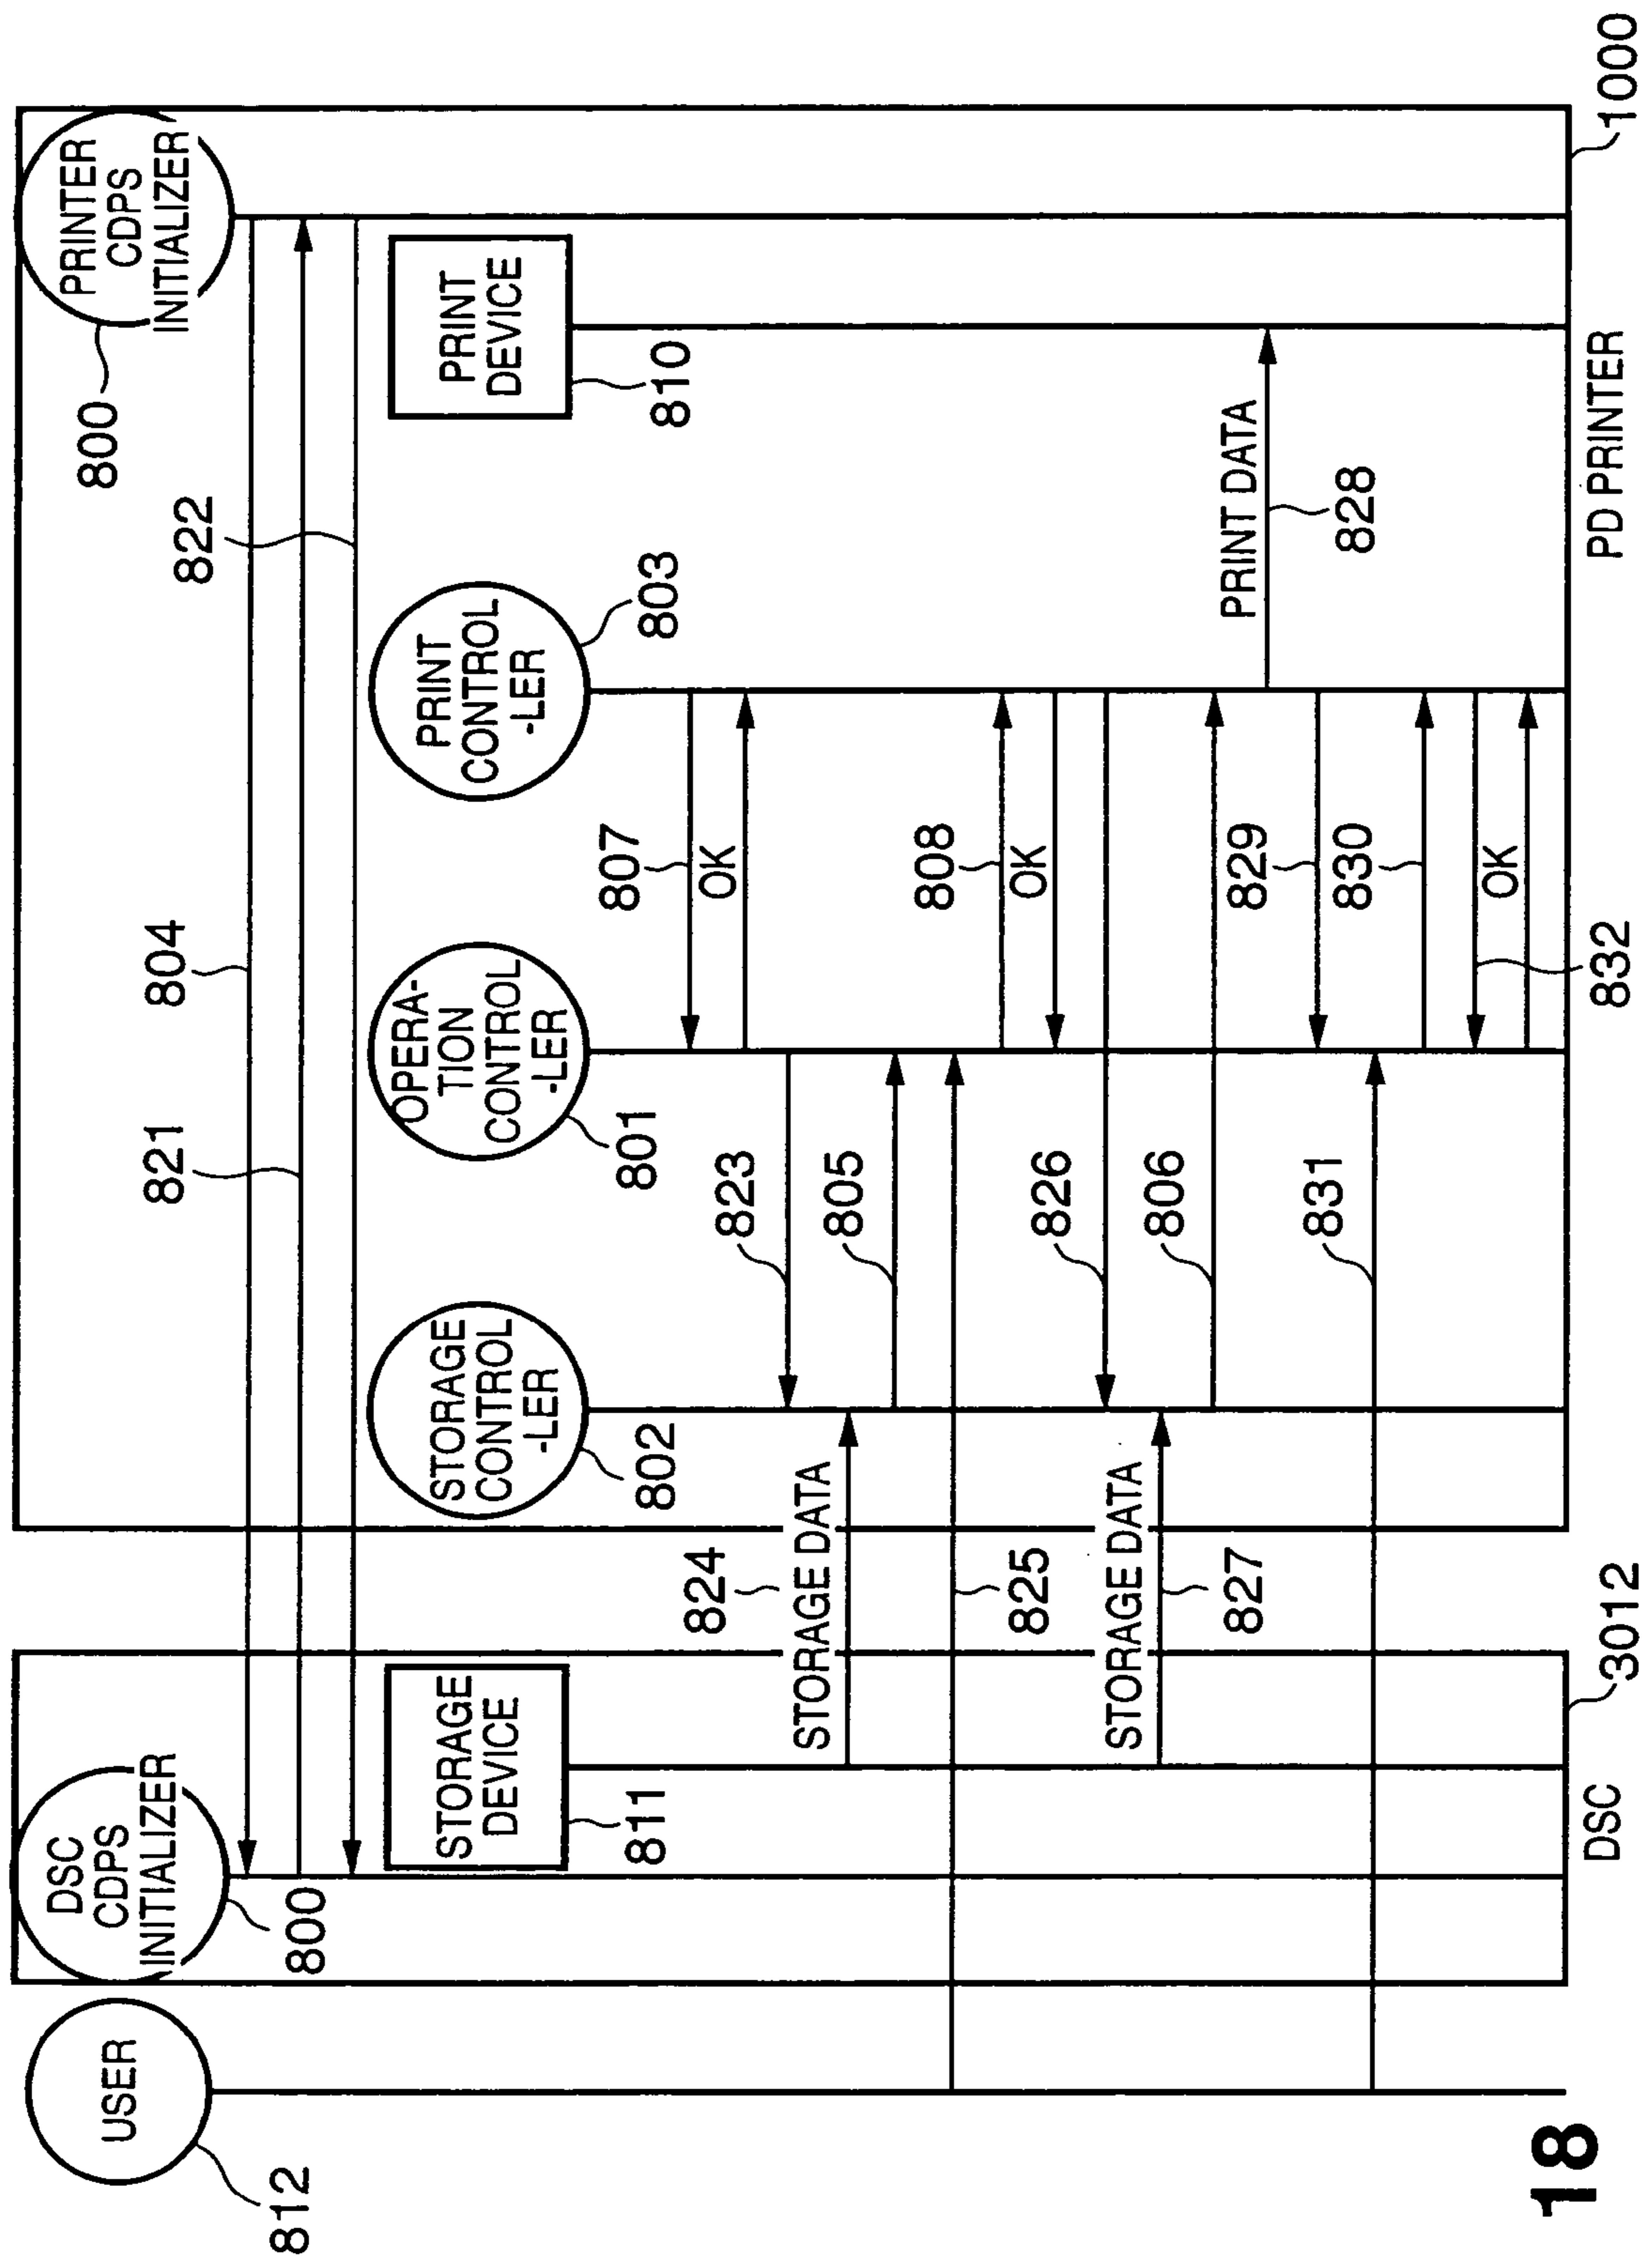 USER
812
DSC
CDPS
INITIALIZER
800
PRINTER
CDPS
INITIALIZER
800
804
821
822
STORAGE
DEVICE
811
STORAGE
CONTROL
-LER
802
OPERA-
TION
CONTROL
-LER
801
PRINT
CONTROL
-LER
803
PRINT
DEVICE
810
807
OK
823
824
STORAGE DATA
805
825
808
OK
826
STORAGE DATA
827
806
PRINT DATA
828
829
831
830
OK
832
DSC
3012
PD PRINTER
1000
18